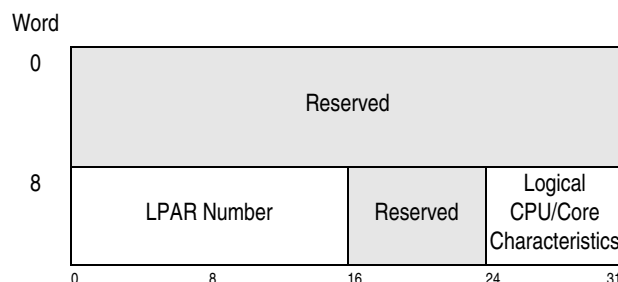 Word
0
Reserved
8
LPAR Number
Reserved
Logical
CPU/Core
Characteristics
0 8 16 24 31